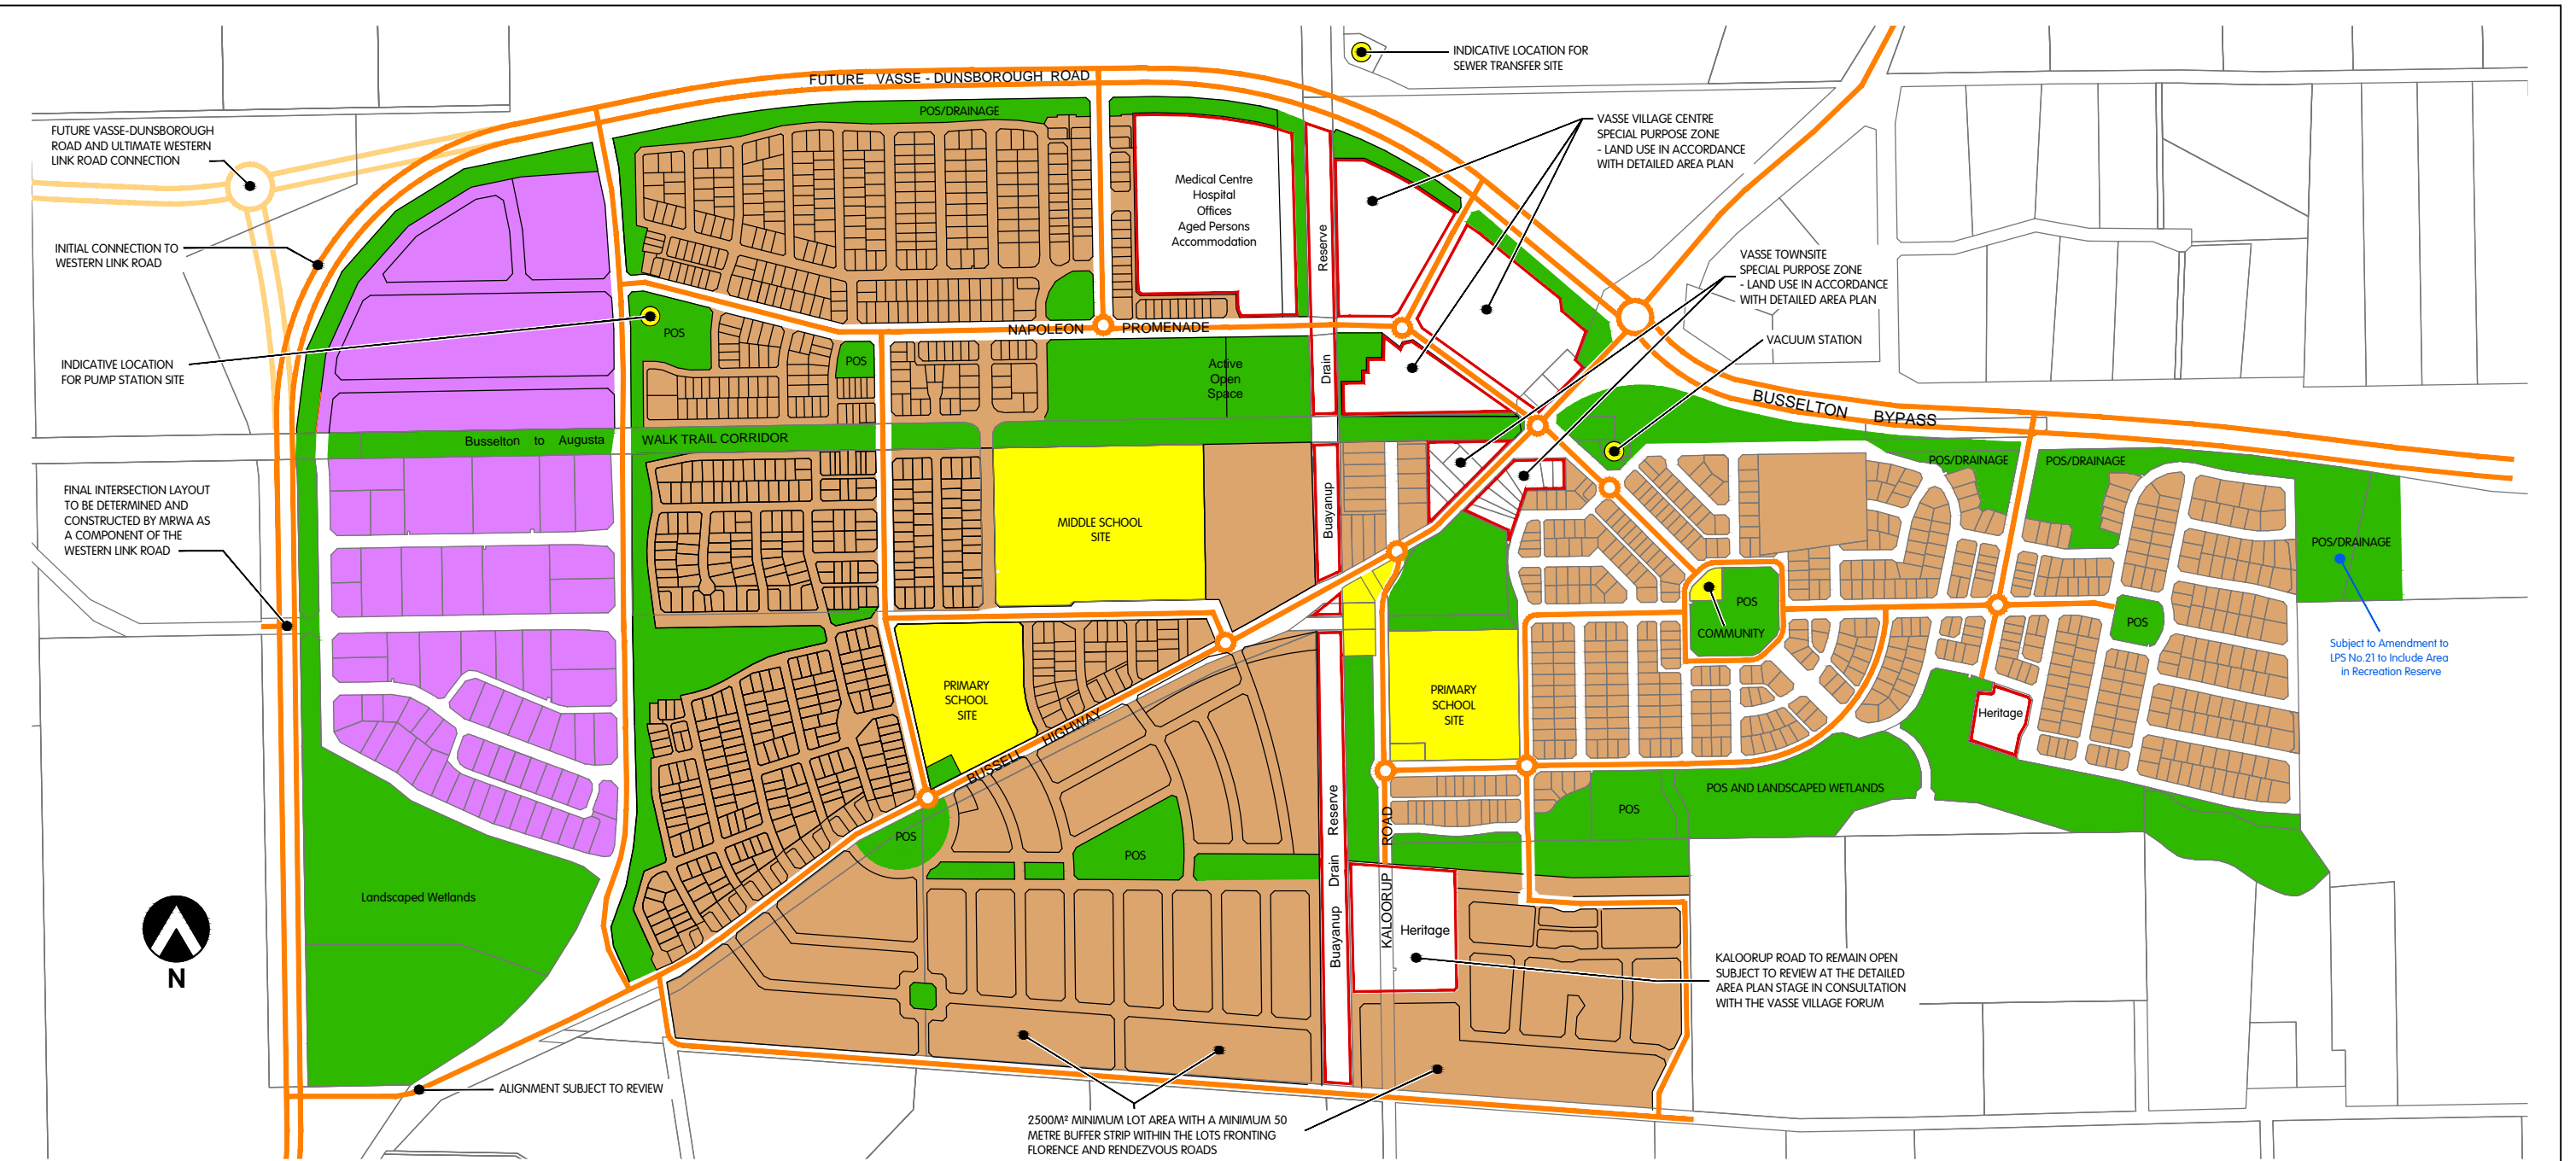 INDICATIVE LOCATION FOR
SEWER TRANSFER SITE
FUTURE VASSE - DUNSBOROUGH ROAD
POS/DRAINAGE
FUTURE VASSE-DUNSBOROUGH
ROAD AND ULTIMATE WESTERN
LINK ROAD CONNECTION
VASSE VILLAGE CENTRE
SPECIAL PURPOSE ZONE
- LAND USE IN ACCORDANCE
WITH DETAILED AREA PLAN
Medical Centre
Hospital
Offices
Aged Persons
Accommodation
Reserve
INITIAL CONNECTION TO
WESTERN LINK ROAD
VASSE TOWNSITE
SPECIAL PURPOSE ZONE
- LAND USE IN ACCORDANCE
WITH DETAILED AREA PLAN
NAPOLEON PROMENADE
POS
POS
VACUUM STATION
INDICATIVE LOCATION
FOR PUMP STATION SITE
Active
Open
Space
Drain
BUSSELTON BYPASS
Busselton to Augusta WALK TRAIL CORRIDOR
POS/DRAINAGE
POS/DRAINAGE
FINAL INTERSECTION LAYOUT
TO BE DETERMINED AND
CONSTRUCTED BY MRWA AS
A COMPONENT OF THE
WESTERN LINK ROAD
MIDDLE SCHOOL
SITE
Buayanup
POS/DRAINAGE
POS
COMMUNITY
POS
Subject to Amendment to
LPS No.21 to Include Area
in Recreation Reserve
PRIMARY
SCHOOL
SITE
PRIMARY
SCHOOL
SITE
Heritage
BUSSELL HIGHWAY
POS AND LANDSCAPED WETLANDS
POS
POS
POS
Buayanup Drain Reserve
KALOORUP ROAD
Landscaped Wetlands
Heritage
N
KALOORUP ROAD TO REMAIN OPEN
SUBJECT TO REVIEW AT THE DETAILED
AREA PLAN STAGE IN CONSULTATION
WITH THE VASSE VILLAGE FORUM
ALIGNMENT SUBJECT TO REVIEW
2500M² MINIMUM LOT AREA WITH A MINIMUM 50
METRE BUFFER STRIP WITHIN THE LOTS FRONTING
FLORENCE AND RENDEZVOUS ROADS